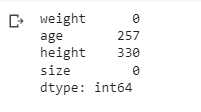 weight 0
age 257
height 330
size 0
dtype: int64